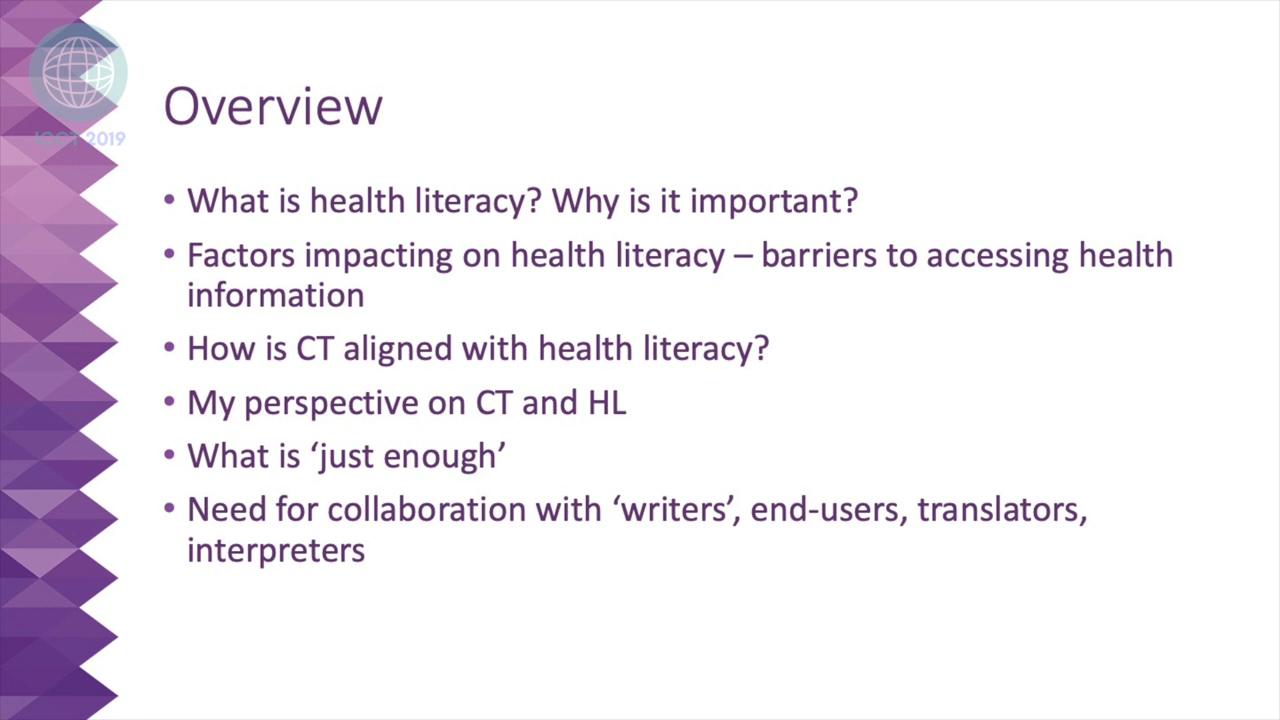 ICCT 2019
Overview
• What is health literacy? Why is it important?
• Factors impacting on health literacy – barriers to accessing health
information
• How is CT aligned with health literacy?
• My perspective on CT and HL
• What is ‘just enough’
• Need for collaboration with ‘writers’, end-users, translators,
interpreters